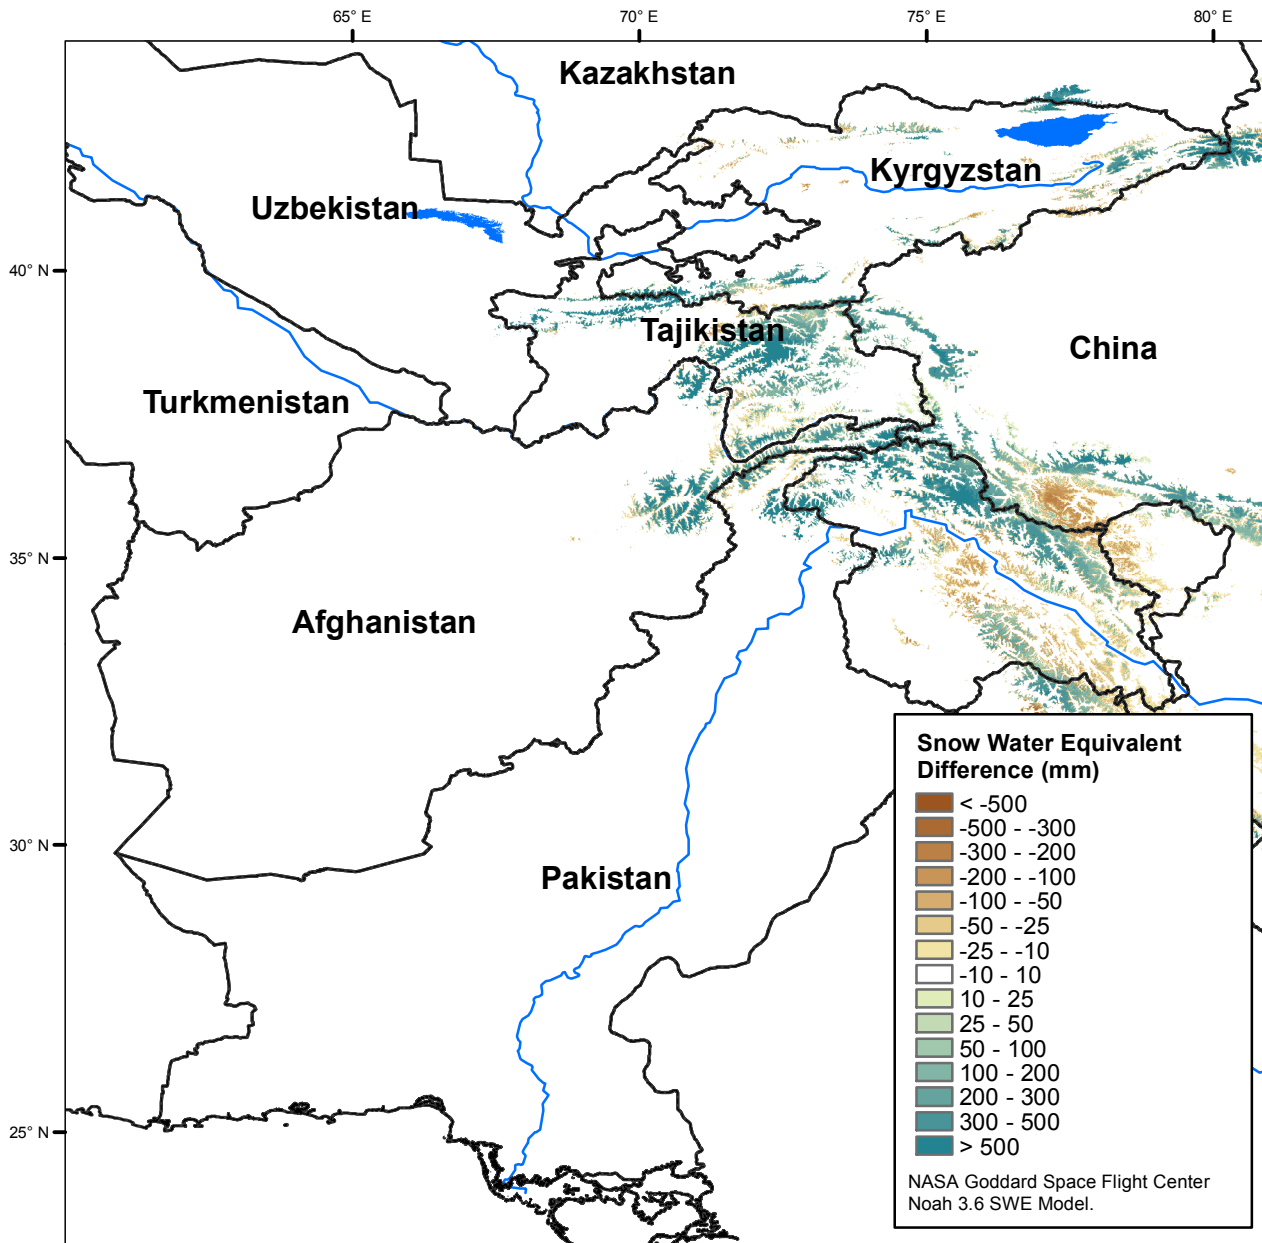 65° E
70° E
75° E
80° E
Kazakhstan
Kyrgyzstan
Uzbekistan
40° N
Tajikistan
China
Turkmenistan
35° N
Afghanistan
30° N
Pakistan
25° N
Snow Water Equivalent
Difference (mm)
< -500
-500 - -300
-300 - -200
-200 - -100
-100 - -50
-50 - -25
-25 - -10
-10 - 10
10 - 25
25 - 50
50 - 100
100 - 200
200 - 300
300 - 500
> 500
NASA Goddard Space Flight Center
Noah 3.6 SWE Model.